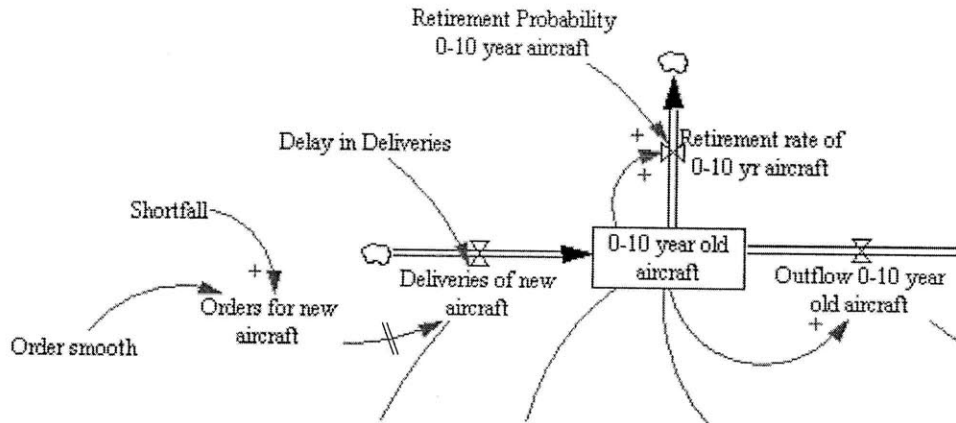 Retirement Probability
0-10 year aircraft
Delay in Deliveries
+
Retirement rate of
0-10 yr aircraft
+
Shortfall
0-10 year old
aircraft
+
Deliveries of new
aircraft
Outflow 0-10 year
old aircraft
Orders for new
aircraft
+
Order smooth